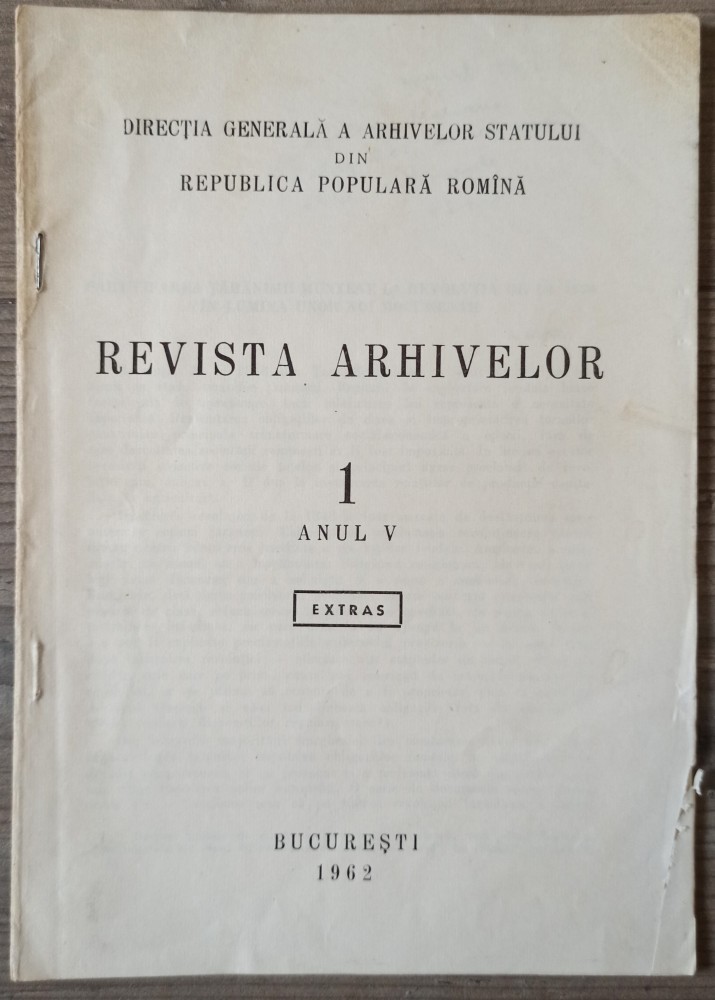 DIRECȚIA GENERALĂ A ARHIVELOR STATULUI
DIN
REPUBLICA POPULARĂ ROMÎNĂ
REVISTA ARHIVELOR
1
ANUL V
EXTRAS
BUCUREȘTI
1962